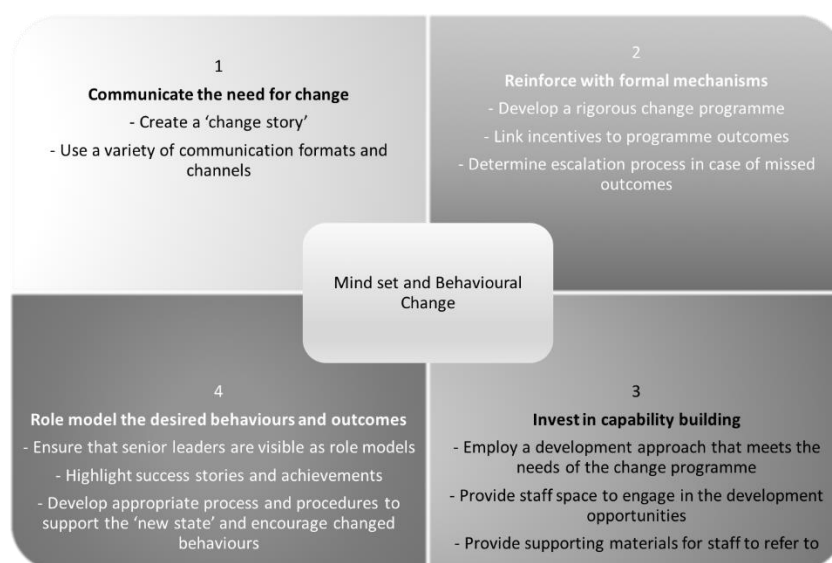 1
Communicate the need for change
- Create a ‘change story’
- Use a variety of communication formats and
channels
2
Reinforce with formal mechanisms
- Develop a rigorous change programme
- Link incentives to programme outcomes
- Determine escalation process in case of missed
outcomes
Mind set and Behavioural
Change
4
Role model the desired behaviours and outcomes
- Ensure that senior leaders are visible as role models
- Highlight success stories and achievements
- Develop appropriate process and procedures to
support the ‘new state’ and encourage changed
behaviours
3
Invest in capability building
- Employ a development approach that meets the
needs of the change programme
- Provide staff space to engage in the development
opportunities
- Provide supporting materials for staff to refer to